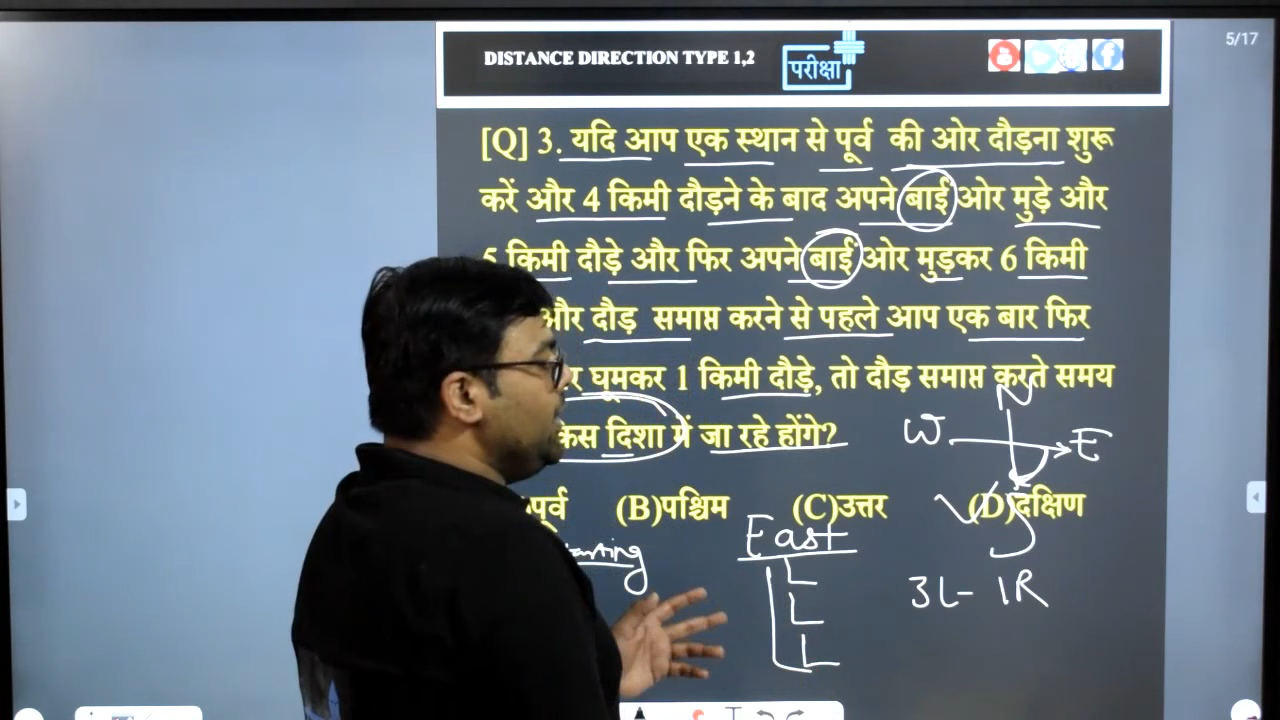 5/17
DISTANCE DIRECTION TYPE 1,2 परीक्षा
[Q] 3. यदि आप एक स्थान से पूर्व की ओर दौड़ना शुरू
करें और 4 किमी दौड़ने के बाद अपने बाईं ओर मुड़े और
5 किमी दौड़े और फिर अपने बाईं ओर मुड़कर 6 किमी
और दौड़ समाप्त करने से पहले आप एक बार फिर
घूमकर 1 किमी दौड़े, तो दौड़ समाप्त करते समय
दिशा में जा रहे होंगे?
N
W E
S
पूर्व (B)पश्चिम (C)उत्तर (D)दक्षिण
East
L
L
L
3L- 1R